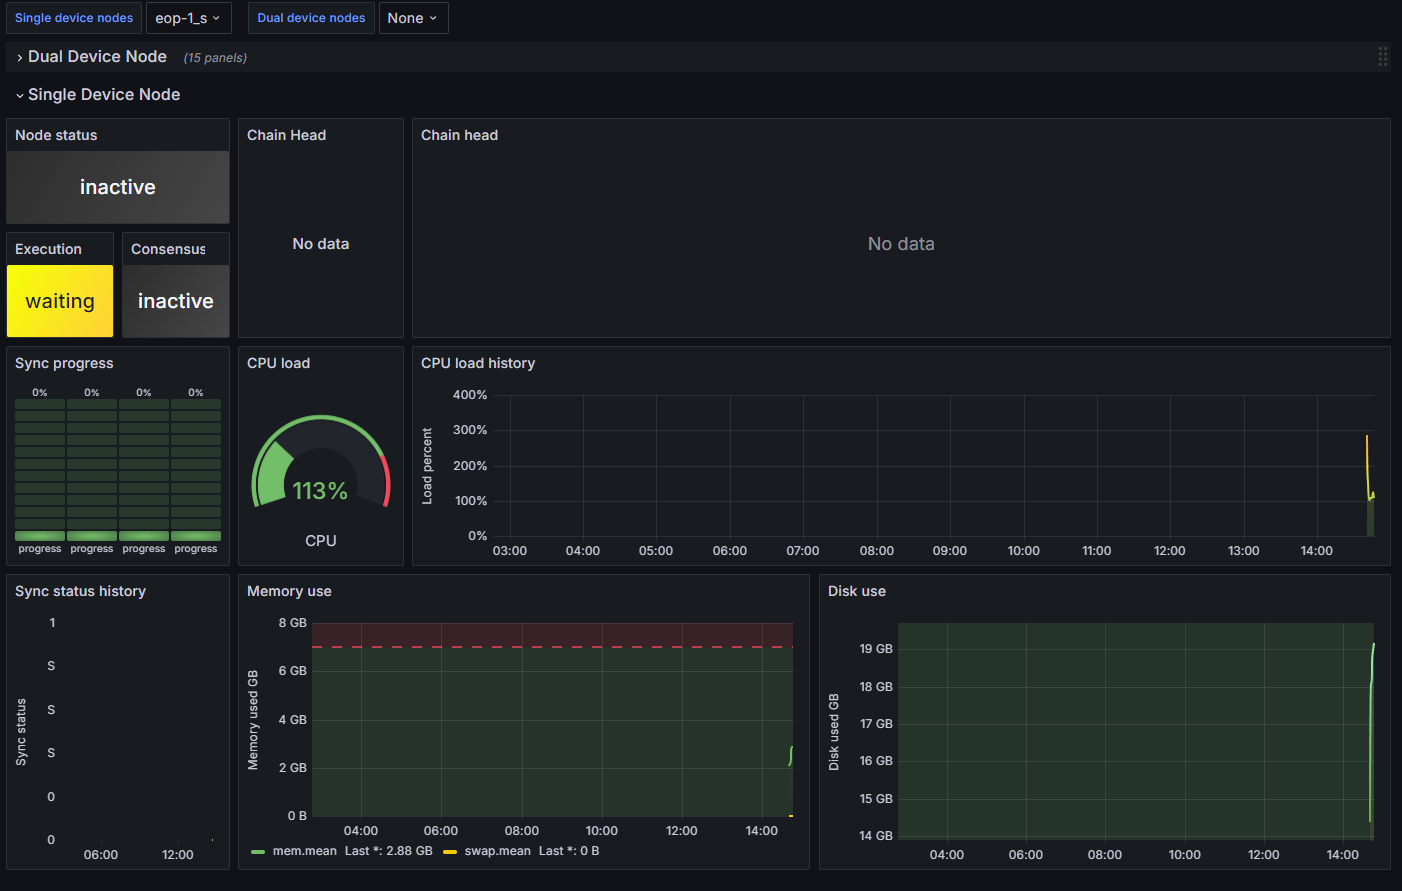 Single device nodes eop-1_s Dual device nodes None
Dual Device Node (15 panels)
Single Device Node
Node status
inactive
Chain Head
No data
Chain head
No data
Execution
waiting
Consensus
inactive
Sync progress
0% 0% 0% 0%
progress progress progress progress
CPU load
113%
CPU
CPU load history
Load percent
400%
300%
200%
100%
0%
03:00 04:00 05:00 06:00 07:00 08:00 09:00 10:00 11:00 12:00 13:00 14:00
Sync status history
Sync status
1
S
S
S
0
0
06:00 12:00
Memory use
Memory used GB
8 GB
6 GB
4 GB
2 GB
0 B
04:00 06:00 08:00 10:00 12:00 14:00
mem.mean Last *: 2.88 GB swap.mean Last *: 0 B
Disk use
Disk used GB
19 GB
18 GB
17 GB
16 GB
15 GB
14 GB
04:00 06:00 08:00 10:00 12:00 14:00